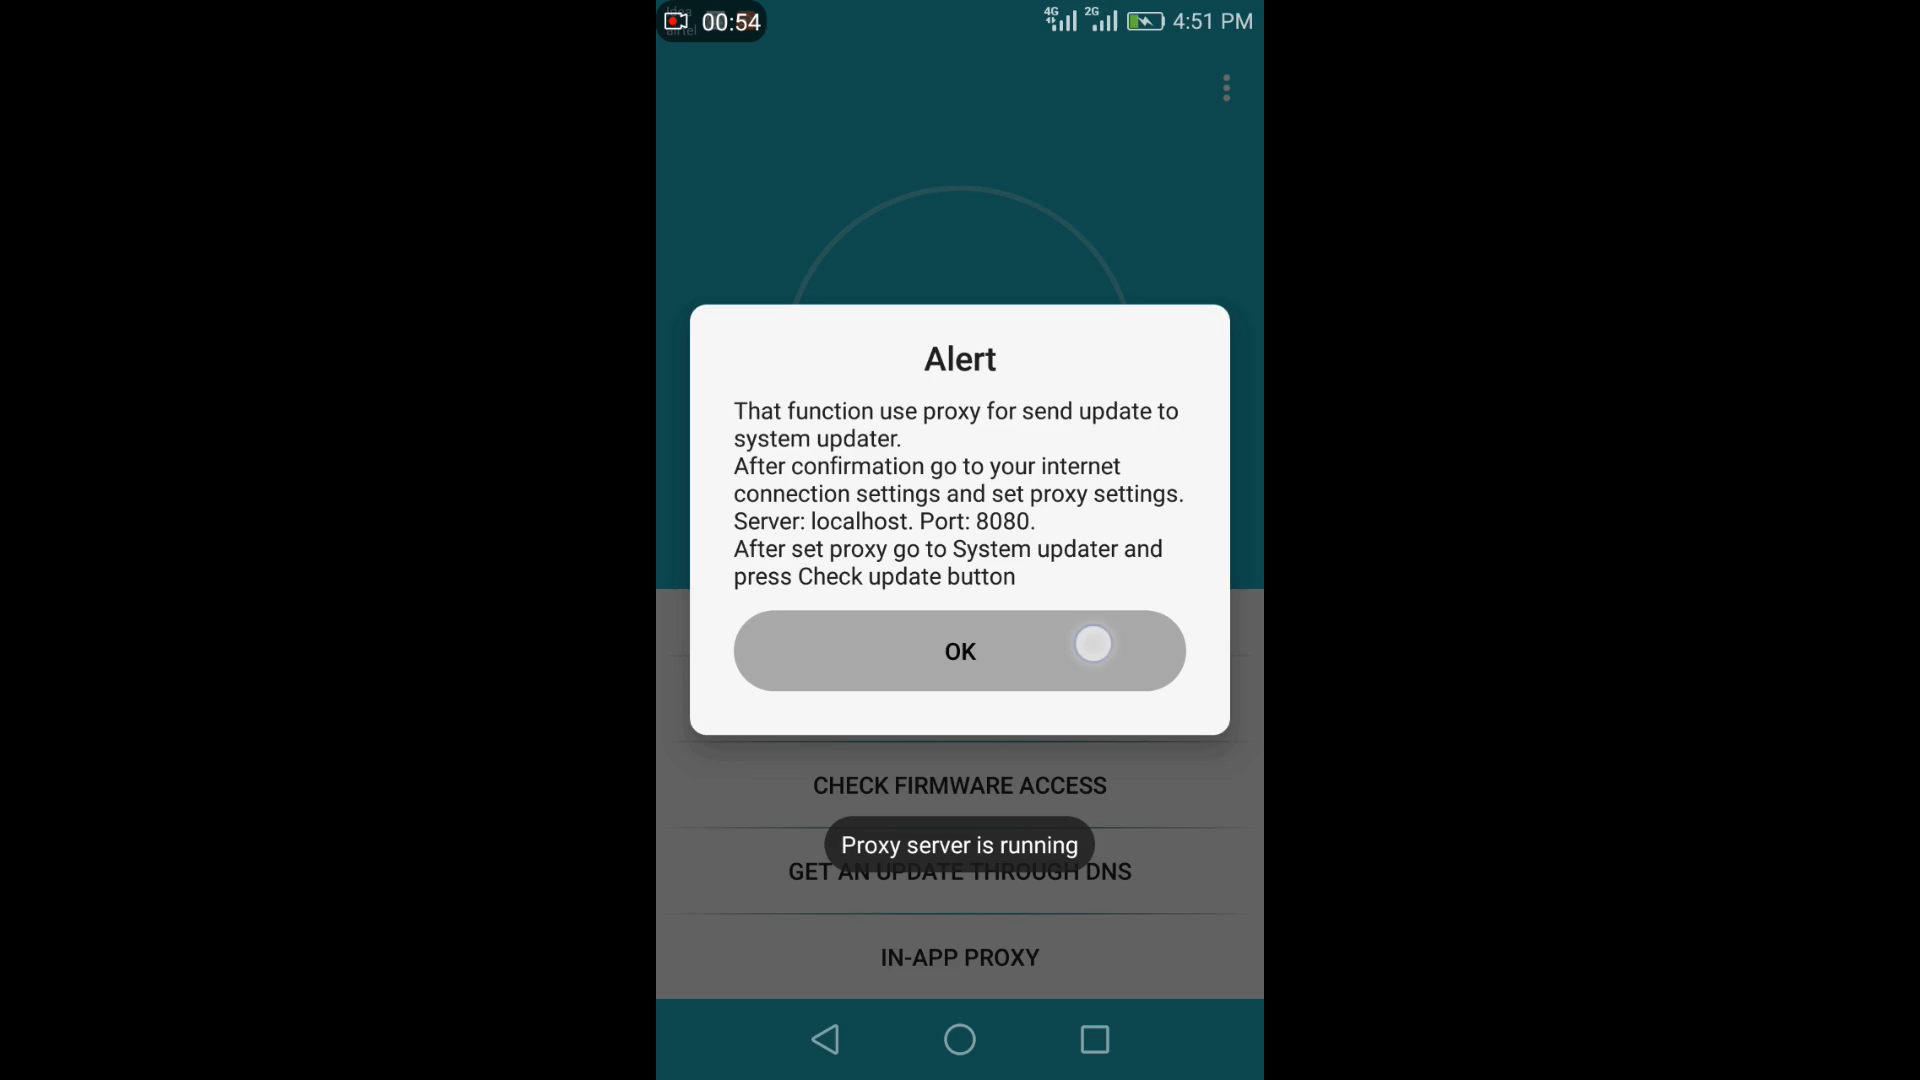 00:54
4G 2G 4:51 PM
airtel
Alert
That function use proxy for send update to
system updater.
After confirmation go to your internet
connection settings and set proxy settings.
Server: localhost. Port: 8080.
After set proxy go to System updater and
press Check update button
OK
CHECK FIRMWARE ACCESS
Proxy server is running
GET AN UPDATE THROUGH DNS
IN-APP PROXY